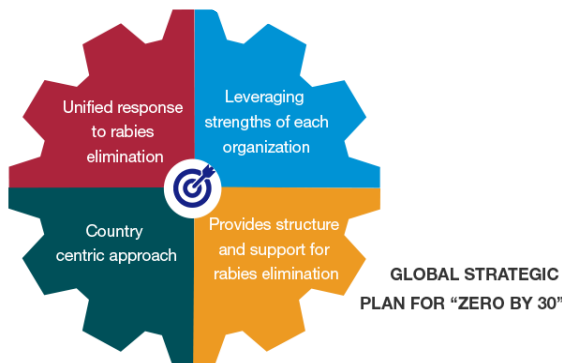 Unified response
to rabies
elimination
Leveraging
strengths of each
organization
Country
centric approach
Provides structure
and support for
rabies elimination
GLOBAL STRATEGIC
PLAN FOR “ZERO BY 30”